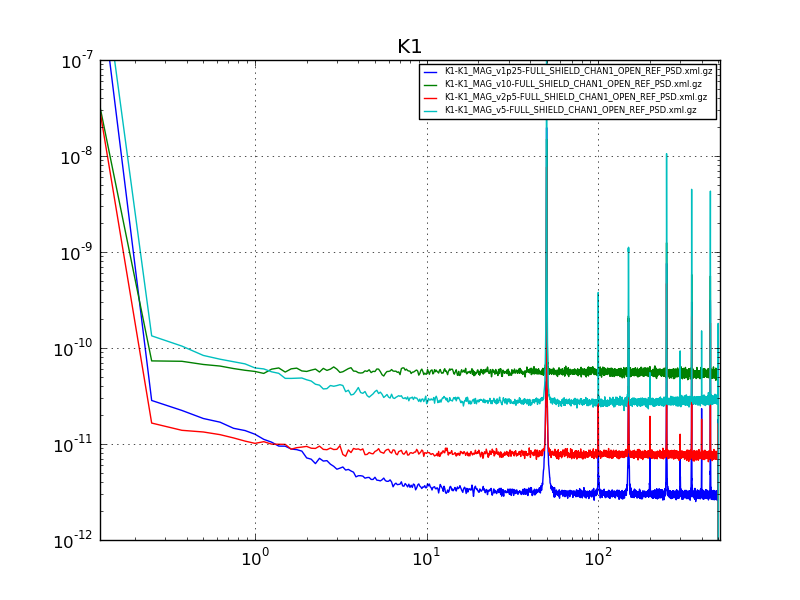 K1
K1-K1_MAG_v1p25-FULL_SHIELD_CHAN1_OPEN_REF_PSD.xml.gz
K1-K1_MAG_v10-FULL_SHIELD_CHAN1_OPEN_REF_PSD.xml.gz
K1-K1_MAG_v2p5-FULL_SHIELD_CHAN1_OPEN_REF_PSD.xml.gz
K1-K1_MAG_v5-FULL_SHIELD_CHAN1_OPEN_REF_PSD.xml.gz
10^-7
10^-8
10^-9
10^-10
10^-11
10^-12
10^0 10^1 10^2